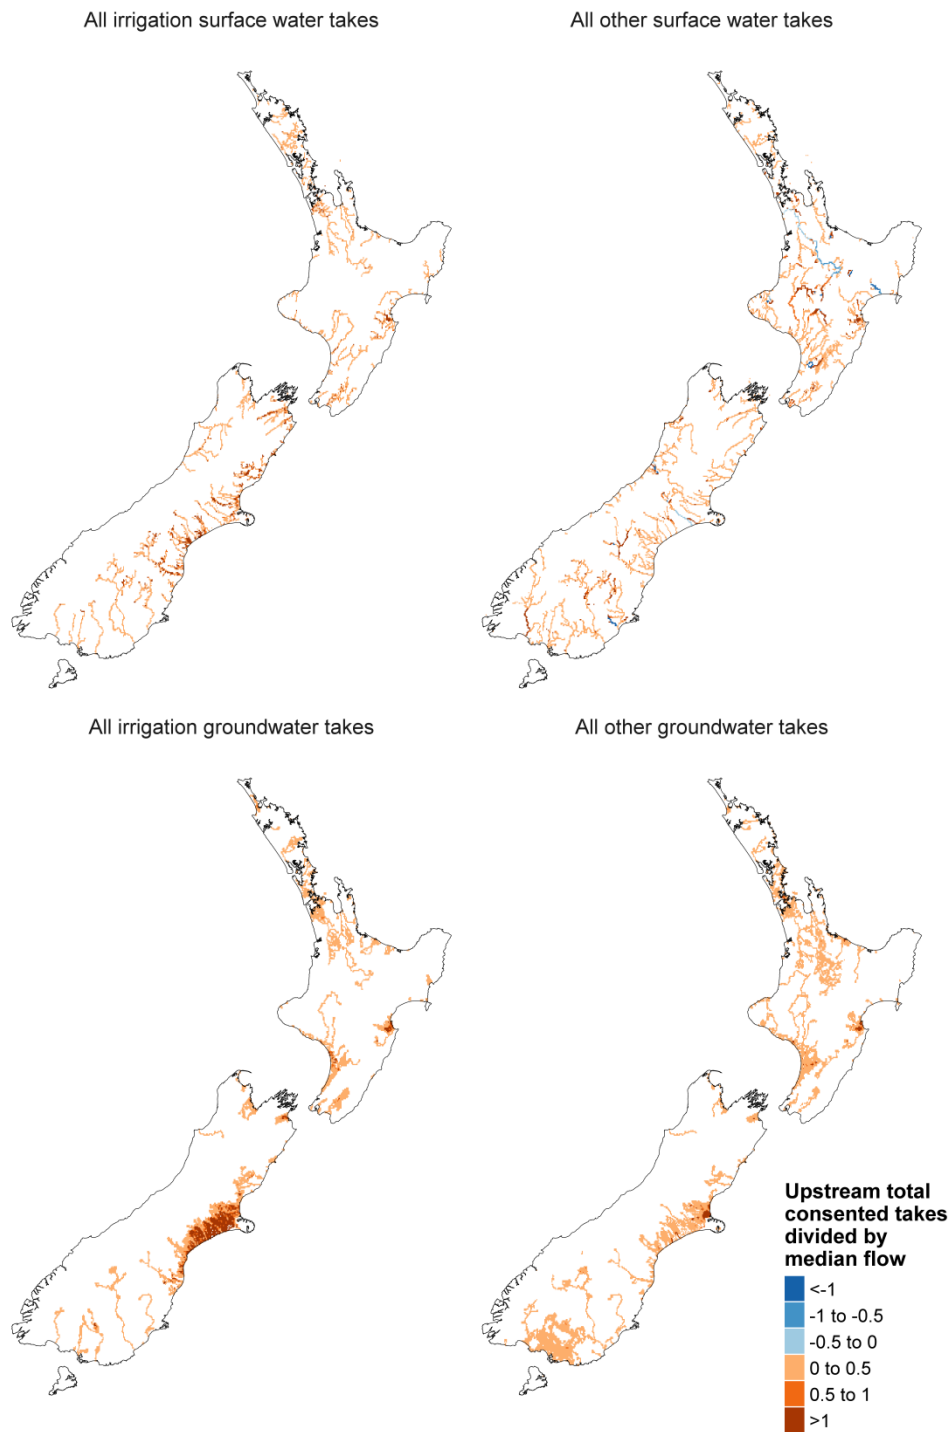 All irrigation surface water takes
All other surface water takes
All irrigation groundwater takes
All other groundwater takes
Upstream total
consented takes
divided by
median flow
<-1
-1 to -0.5
-0.5 to 0
0 to 0.5
0.5 to 1
>1